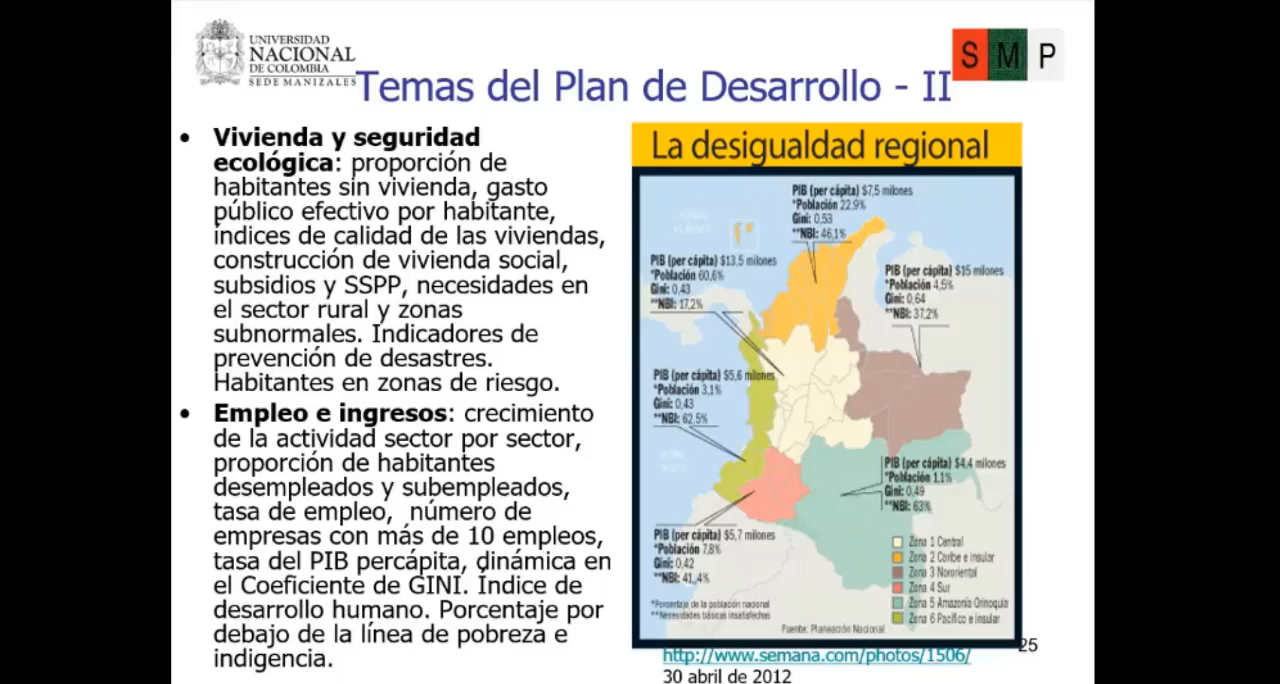 UNIVERSIDAD
NACIONAL
DE COLOMBIA
SEDE MANIZALES
S M P
Temas del Plan de Desarrollo - II
• Vivienda y seguridad
ecológica: proporción de
habitantes sin vivienda, gasto
público efectivo por habitante,
índices de calidad de las viviendas,
construcción de vivienda social,
subsidios y SSPP, necesidades en
el sector rural y zonas
subnormales. Indicadores de
prevención de desastres.
Habitantes en zonas de riesgo.
• Empleo e ingresos: crecimiento
de la actividad sector por sector,
proporción de habitantes
desempleados y subempleados,
tasa de empleo, número de
empresas con más de 10 empleos,
tasa del PIB percápita, dinámica en
el Coeficiente de GINI. Índice de
desarrollo humano. Porcentaje por
debajo de la línea de pobreza e
indigencia.
La desigualdad regional
PIB (per cápita) $7,5 milones
*Población 22,9%
Gini: 0,53
**NBI: 46,1%
PIB (per cápita) $13,5 milones
*Población 60,6%
Gini: 0,43
**NBI: 17,2%
PIB (per cápita) $15 milones
*Población 4,5%
Gini: 0,64
**NBI: 37,2%
PIB (per cápita) $5,6 milones
*Población 3,1%
Gini: 0,43
**NBI: 62,5%
PIB (per cápita) $4,4 milones
*Población 1,1%
Gini: 0,49
**NBI: 63%
PIB (per cápita) $5,7 milones
*Población 7,8%
Gini: 0,42
**NBI: 41,4%
Zona 1 Central
Zona 2 Caribe e insular
Zona 3 Nororiental
Zona 4 Sur
Zona 5 Amazonía Orinoquía
Zona 6 Pacífico e Insular
*Porcentaje de la población nacional
**Necesidades básicas insatisfechas
Fuente: Planeación Nacional
25
http://www.semana.com/photos/1506/
30 abril de 2012